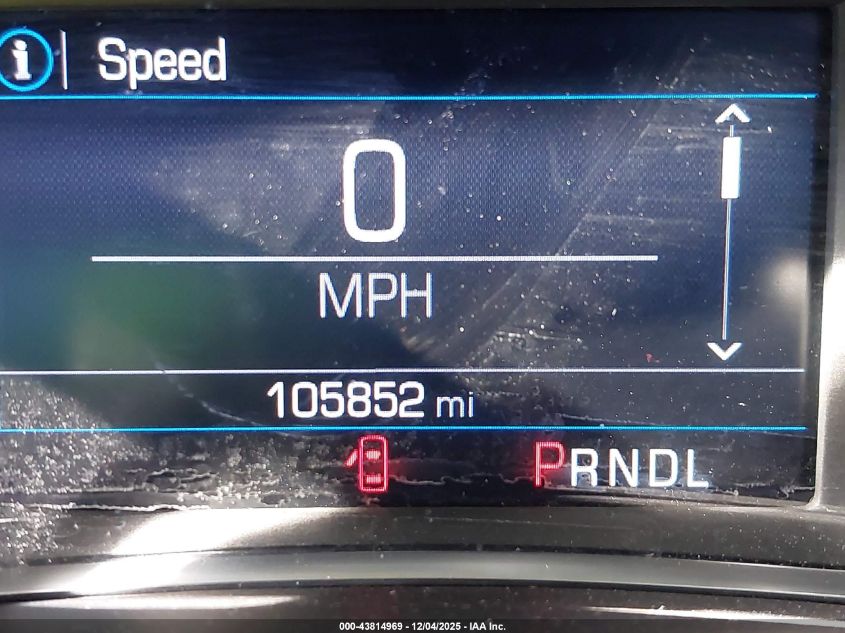 i Speed
0
MPH
105852 mi
PRNDL
000-43814969 - 12/04/2025 - IAA Inc.